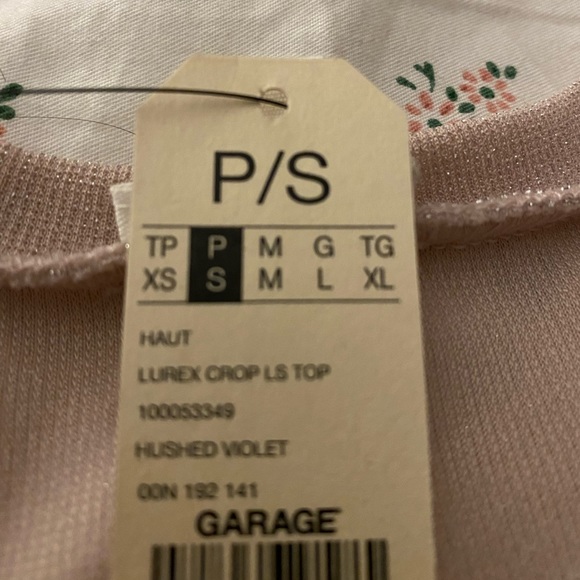 P/S
TP P M G TG
XS S M L XL
HAUT
LUREX CROP LS TOP
100053349
HUSHED VIOLET
00N 192 141
GARAGE